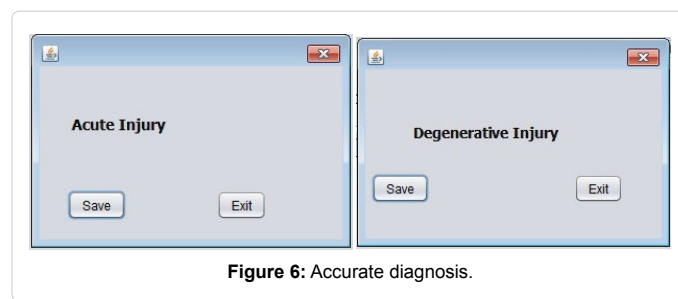 Acute Injury
Save Exit
Degenerative Injury
Save Exit
Figure 6: Accurate diagnosis.